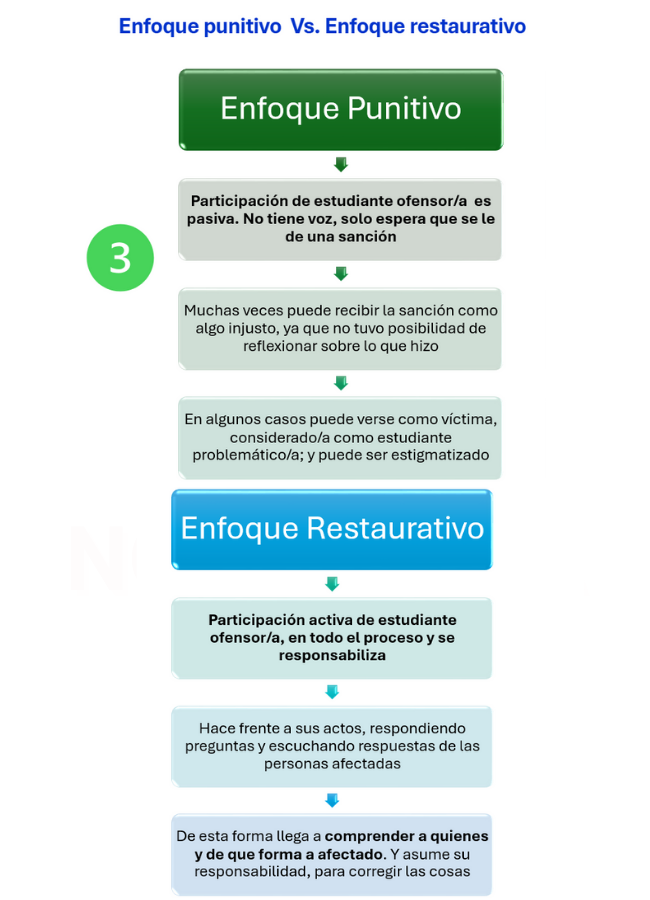 Enfoque punitivo Vs. Enfoque restaurativo
Enfoque Punitivo
Participación de estudiante ofensor/a es
pasiva. No tiene voz, solo espera que se le
de una sanción
3
Muchas veces puede recibir la sanción como
algo injusto, ya que no tuvo posibilidad de
reflexionar sobre lo que hizo
En algunos casos puede verse como víctima,
considerado/a como estudiante
problemático/a; y puede ser estigmatizado
Enfoque Restaurativo
Participación activa de estudiante
ofensor/a, en todo el proceso y se
responsabiliza
Hace frente a sus actos, respondiendo
preguntas y escuchando respuestas de las
personas afectadas
De esta forma llega a comprender a quienes
y de que forma a afectado. Y asume su
responsabilidad, para corregir las cosas